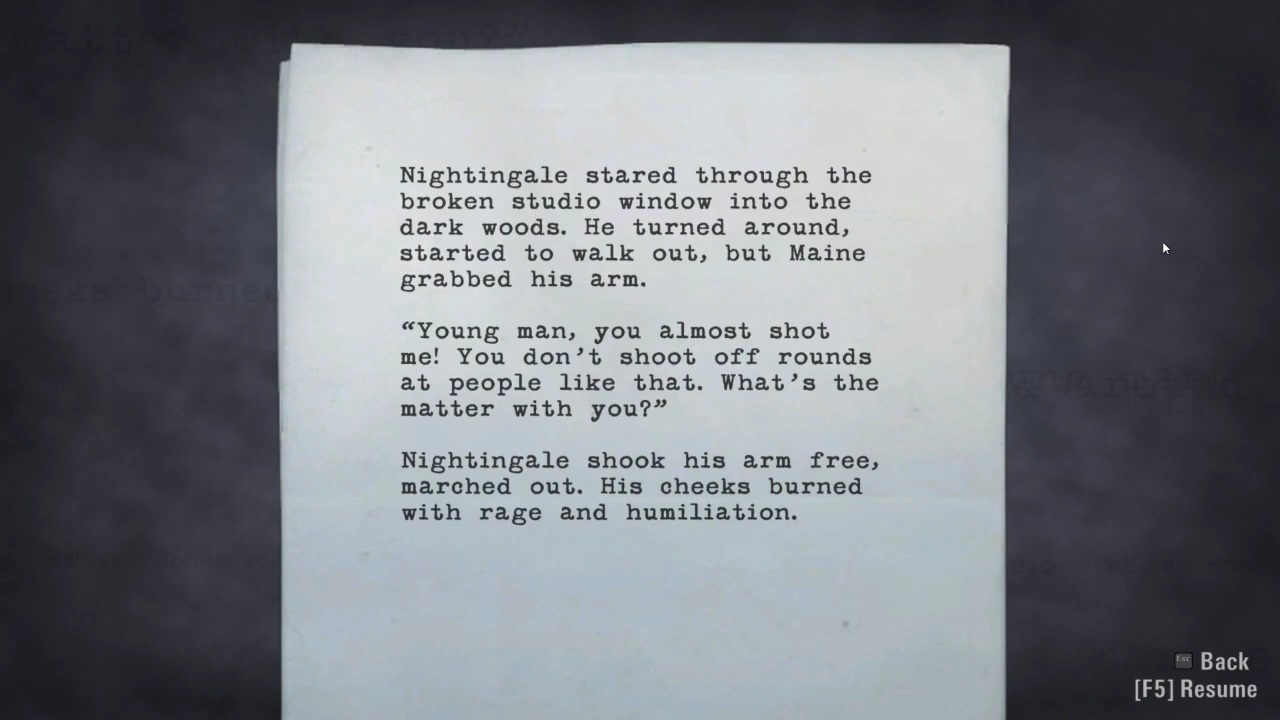 Nightingale stared through the
broken studio window into the
dark woods. He turned around,
started to walk out, but Maine
grabbed his arm.
“Young man, you almost shot
me! You don’t shoot off rounds
at people like that. What’s the
matter with you?”
Nightingale shook his arm free,
marched out. His cheeks burned
with rage and humiliation.
Esc Back
[F5] Resume